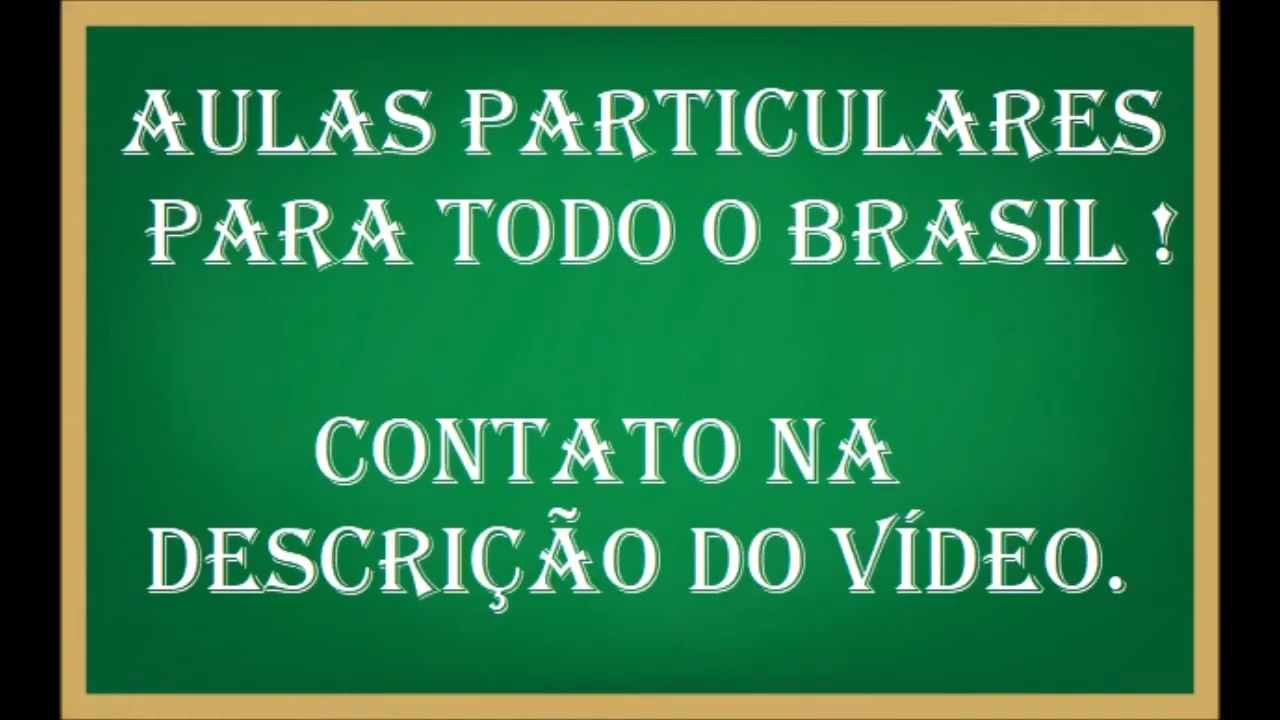 AULAS PARTICULARES
PARA TODO O BRASIL !
CONTATO NA
DESCRIÇÃO DO VÍDEO.